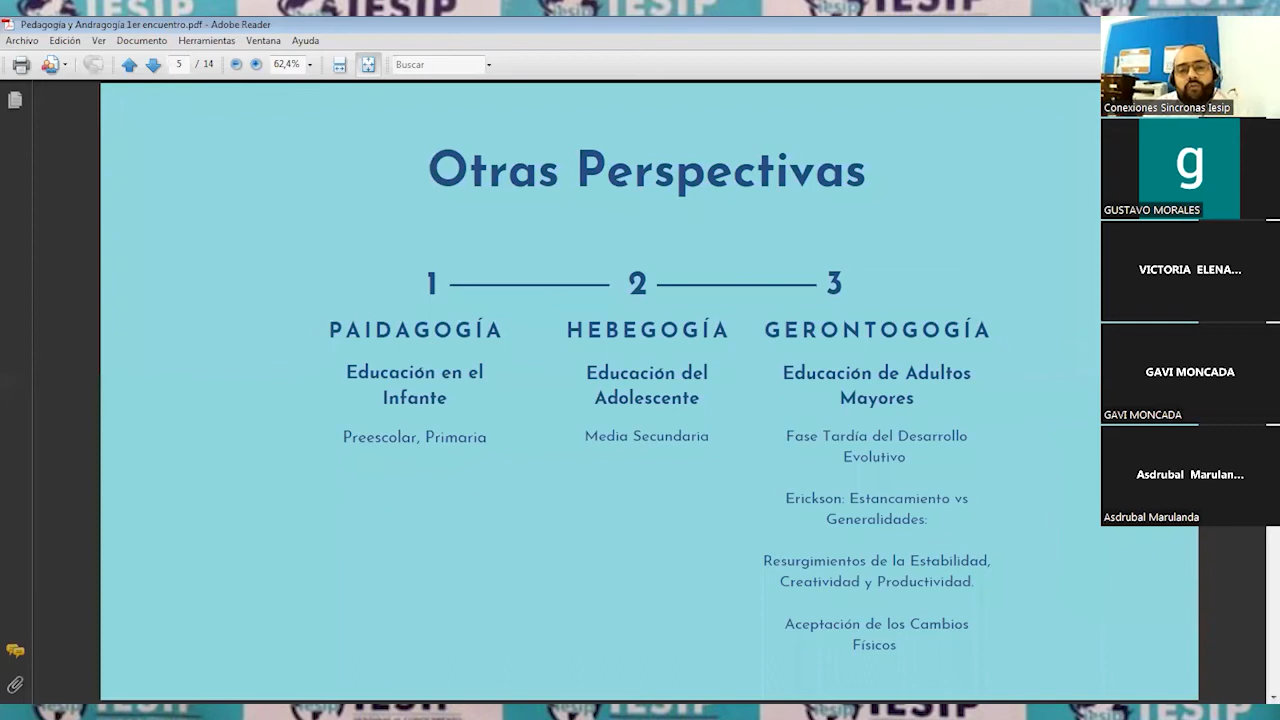 Pedagogía y Andragogía 1er encuentro.pdf - Adobe Reader
Archivo Edición Ver Documento Herramientas Ventana Ayuda
5 / 14 62,4% Buscar
Otras Perspectivas
1 2 3
PAIDAGOGÍA HEBEGOGÍA GERONTOGOGÍA
Educación en el Infante
Preescolar, Primaria
Educación del Adolescente
Media Secundaria
Educación de Adultos Mayores
Fase Tardía del Desarrollo
Evolutivo
Erickson: Estancamiento vs
Generalidades:
Resurgimientos de la Estabilidad,
Creatividad y Productividad.
Aceptación de los Cambios
Físicos
Conexiones Sincronas Iesip
g
GUSTAVO MORALES
VICTORIA ELENA...
GAVI MONCADA
GAVI MONCADA
Asdrubal Marulan...
Asdrubal Marulanda